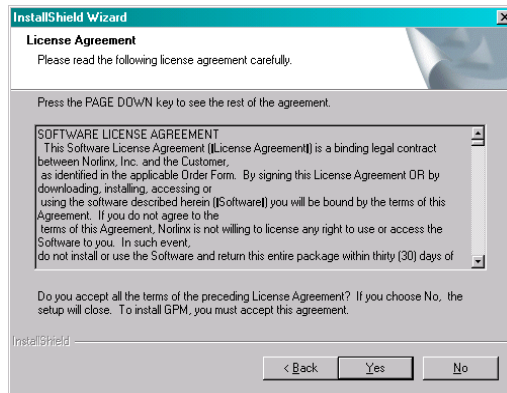 InstallShield Wizard
License Agreement
Please read the following license agreement carefully.
Press the PAGE DOWN key to see the rest of the agreement.
SOFTWARE LICENSE AGREEMENT
This Software License Agreement (|License Agreement|) is a binding legal contract
between Norlinx, Inc. and the Customer,
as identified in the applicable Order Form. By signing this License Agreement OR by
downloading, installing, accessing or
using the software described herein (|Software|) you will be bound by the terms of this
Agreement. If you do not agree to the
terms of this Agreement, Norlinx is not willing to license any right to use or access the
Software to you. In such event,
do not install or use the Software and return this entire package within thirty (30) days of
Do you accept all the terms of the preceding License Agreement? If you choose No, the
setup will close. To install GPM, you must accept this agreement.
InstallShield
< Back Yes No